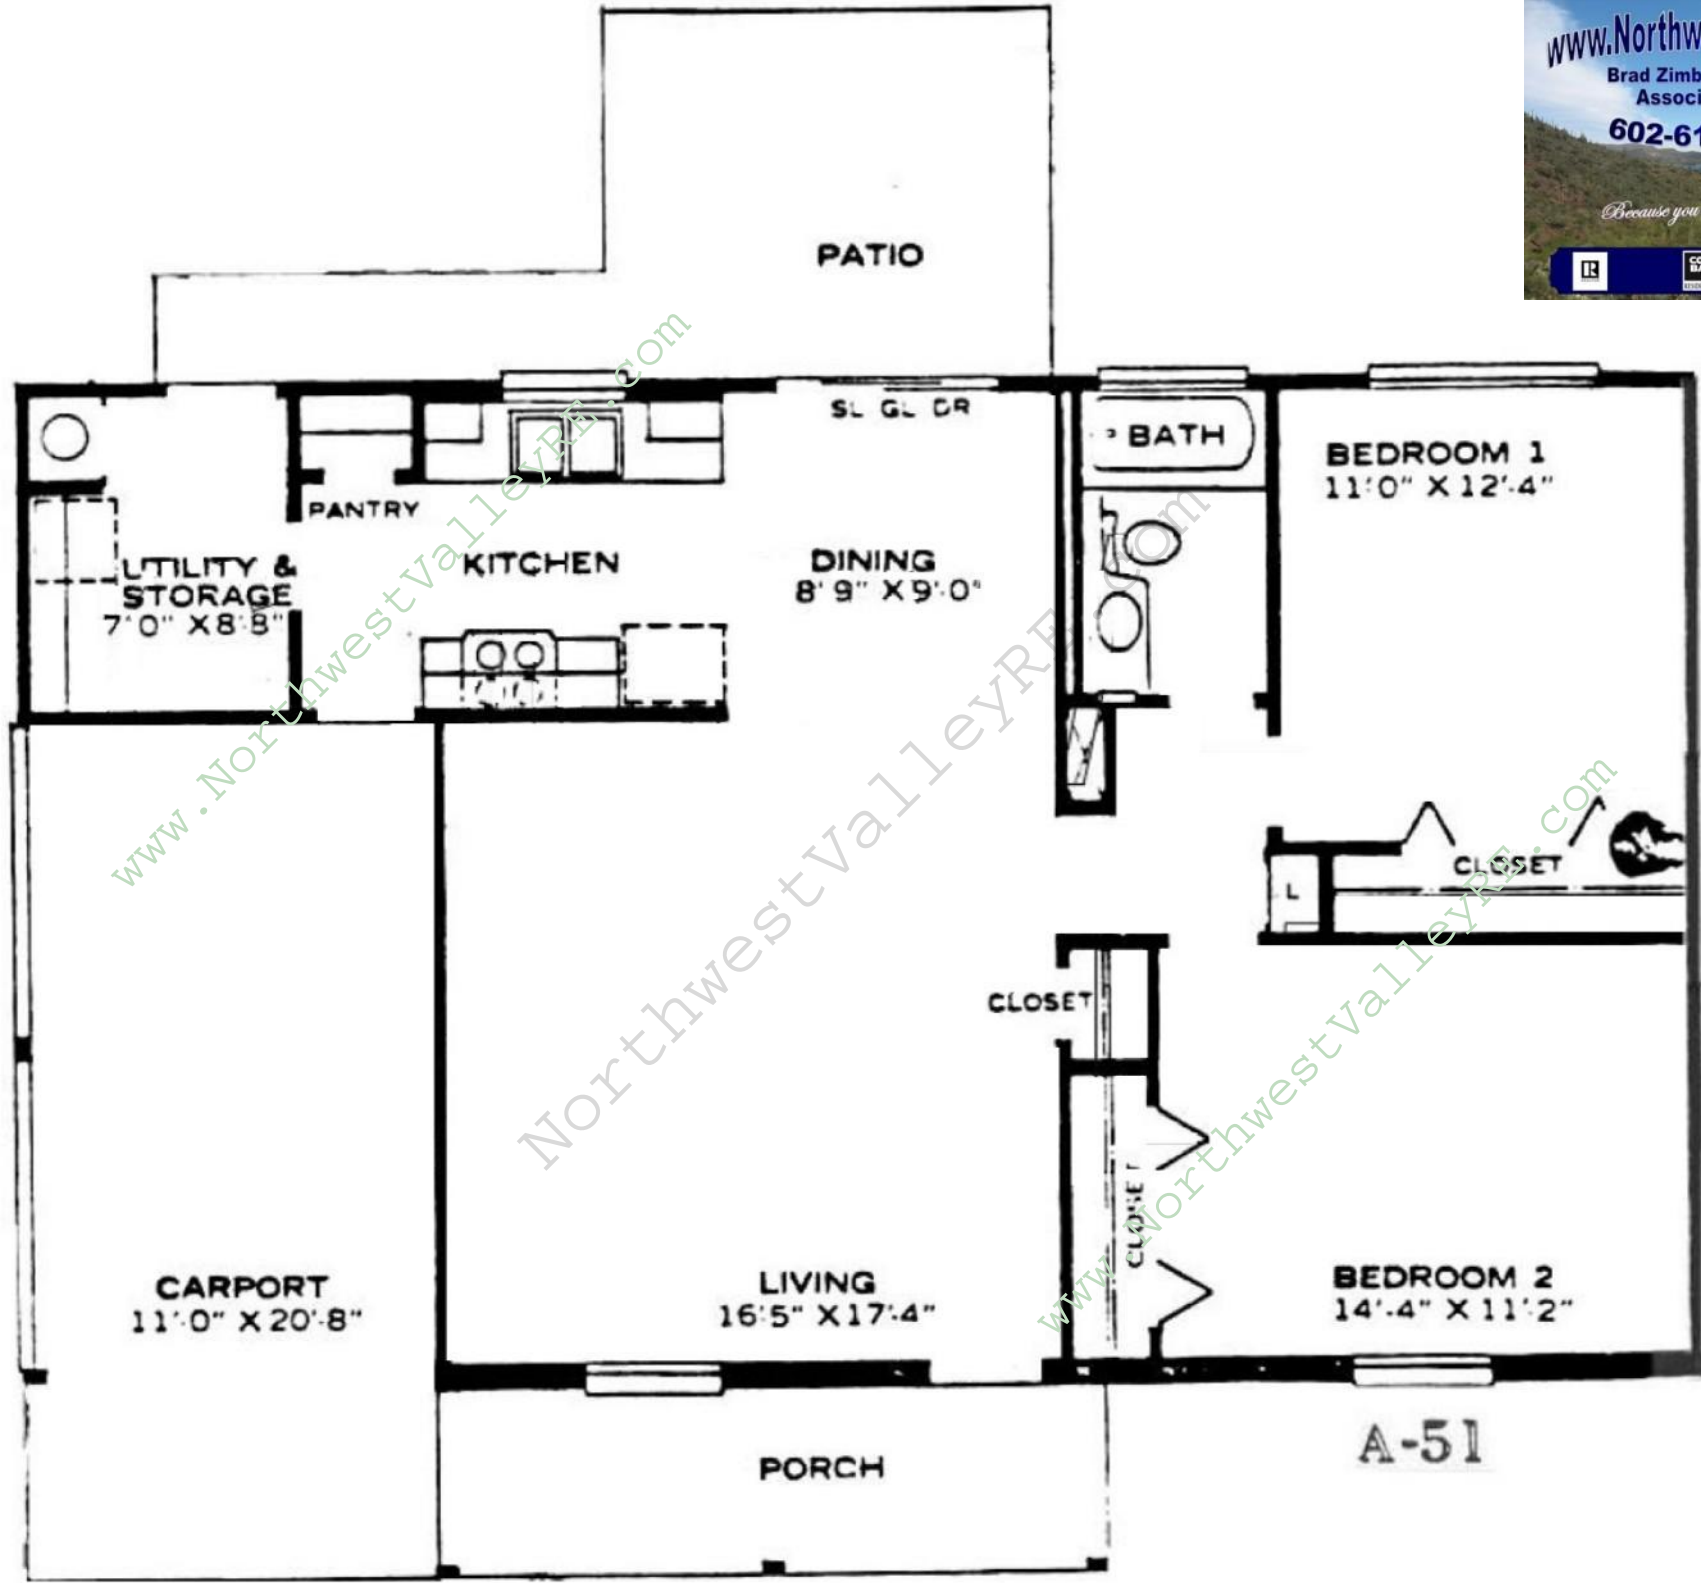 www.Northw
Brad Zimb
Associ
602-61
Because you
PATIO
SL GL DR
BATH
BEDROOM 1
11'0" X 12'-4"
PANTRY
UTILITY &
STORAGE
7'0" X 8'8"
KITCHEN
DINING
8'9" X 9'-0"
CLOSET
L
CLOSET
CLOSET
CARPORT
11'-0" X 20'-8"
LIVING
16'5" X 17'-4"
BEDROOM 2
14'-4" X 11'-2"
PORCH
A-51
www.NorthwestValleyRE.com
NorthwestValleyRE.com
www.NorthwestValleyRE.com